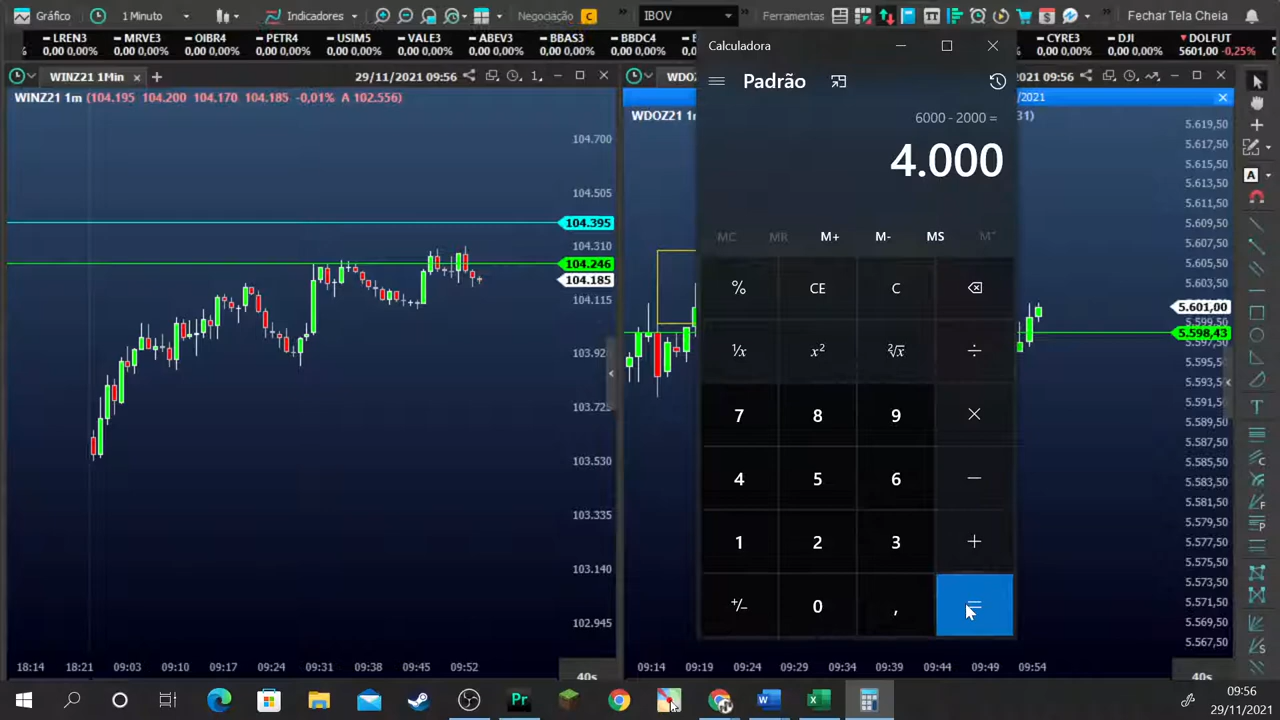 Gráfico 1 Minuto Indicadores Negociação C » IBOV Ferramentas » Fechar Tela Cheia
LREN3 MRVE3 OIBR4 PETR4 USIM5 VALE3 ABEV3 BBAS3 BBDC4 CYRE3 DJI DOLFUT
0,00 0,00% 0,00 0,00% 0,00 0,00% 0,00 0,00% 0,00 0,00% 0,00 0,00% 0,00 0,00% 0,00 0,00% 0,00 0,00% 0,00 0,00% 0,00 0,00% 5601,00 -0,25%
WINZ21 1Min 29/11/2021 09:56
WINZ21 1m (104.195 104.200 104.170 104.185 -0,01% A 102.556)
104.700
104.505
104.395
104.310
104.246
104.185
104.115
103.92
103.725
103.530
103.335
103.140
102.945
18:14 18:21 09:03 09:10 09:17 09:24 09:31 09:38 09:45 09:52
40s
Calculadora
Padrão
6000 - 2000 =
4.000
MC MR M+ M- MS M˅
% CE C
¹/x x² ²√x ÷
7 8 9 ×
4 5 6 −
1 2 3 +
+/− 0 , =
/2021 09:56
/2021
31)
5.619,50
5.617,50
5.615,50
5.613,50
5.611,50
5.609,50
5.607,50
5.605,50
5.603,50
5.601,00
5.599,50
5.598,43
5.597,50
5.595,50
5.593,50
5.591,50
5.589,50
5.587,50
5.585,50
5.583,50
5.581,50
5.579,50
5.577,50
5.575,50
5.573,50
5.571,50
5.569,50
5.567,50
09:14 09:19 09:24 09:29 09:34 09:39 09:44 09:49 09:54
40s
09:56
29/11/2021